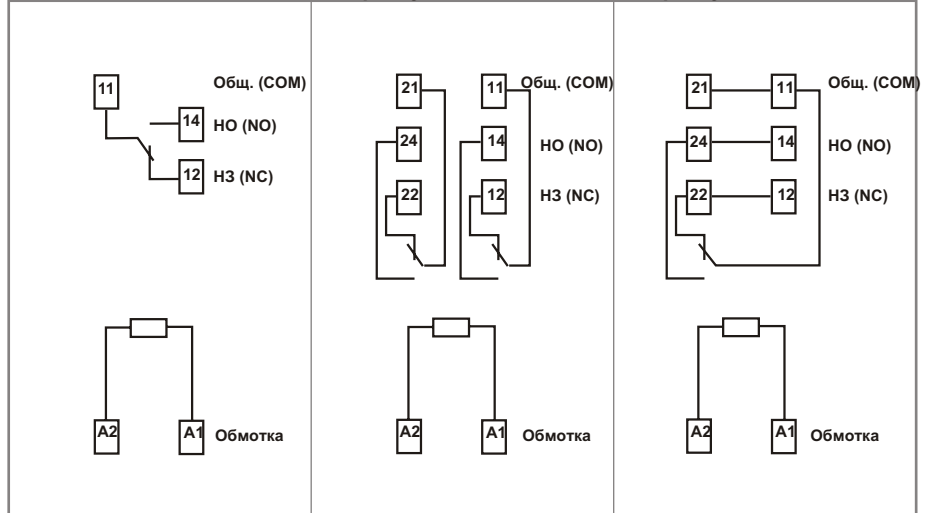 11 Общ. (COM)
14 НО (NO)
12 НЗ (NC)
A2 A1 Обмотка
21 11 Общ. (COM)
24 14 НО (NO)
22 12 НЗ (NC)
A2 A1 Обмотка
21 11 Общ. (COM)
24 14 НО (NO)
22 12 НЗ (NC)
A2 A1 Обмотка